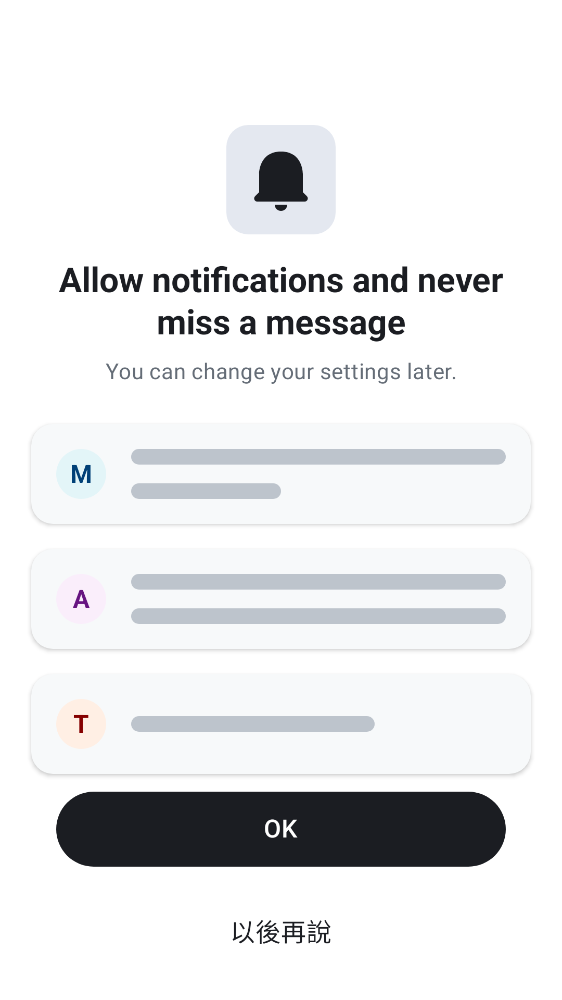 Allow notifications and never
miss a message
You can change your settings later.
M
A
T
OK
以後再說